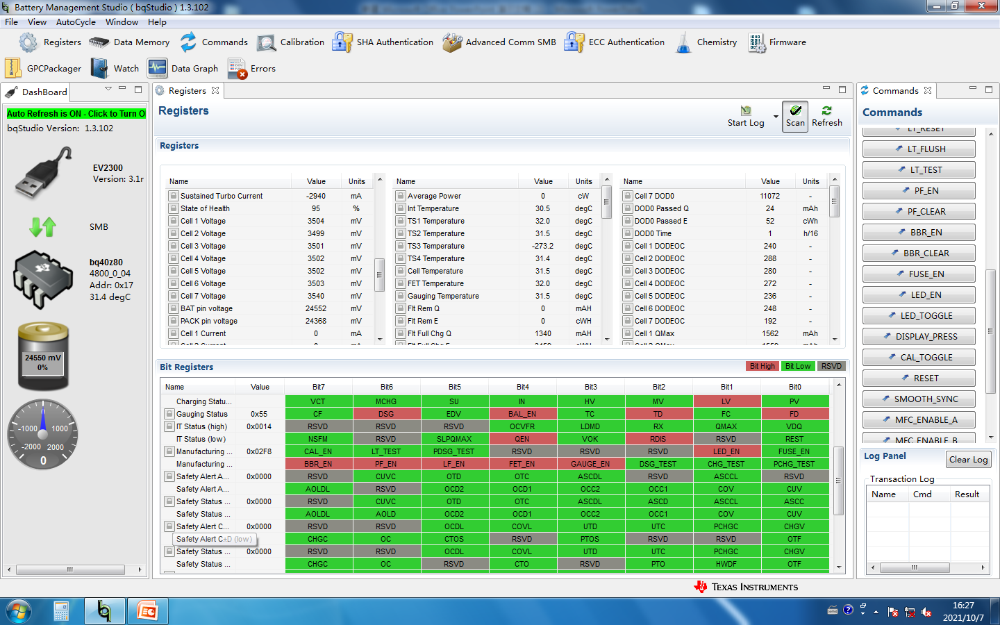 Battery Management Studio ( bqStudio ) 1.3.102
File View AutoCycle Window Help
Registers Data Memory Commands Calibration SHA Authentication Advanced Comm SMB ECC Authentication Chemistry Firmware
GPCPackager Watch Data Graph Errors
DashBoard
Auto Refresh is ON - Click to Turn O
bqStudio Version: 1.3.102
EV2300
Version: 3.1r
SMB
bq40z80
4800_0_04
Addr: 0x17
31.4 degC
24550 mV
0%
-1000 1000
-2000 2000
0
Registers
Registers
Start Log Scan Refresh
Registers
Name Value Units
Sustained Turbo Current -2940 mA
State of Health 95 %
Cell 1 Voltage 3504 mV
Cell 2 Voltage 3499 mV
Cell 3 Voltage 3501 mV
Cell 4 Voltage 3502 mV
Cell 5 Voltage 3502 mV
Cell 6 Voltage 3503 mV
Cell 7 Voltage 3540 mV
BAT pin voltage 24552 mV
PACK pin voltage 24368 mV
Cell 1 Current 0 mA
Cell 2 Current 0 mA
Name Value Units
Average Power 0 cW
Int Temperature 30.5 degC
TS1 Temperature 32.0 degC
TS2 Temperature 31.5 degC
TS3 Temperature -273.2 degC
TS4 Temperature 31.4 degC
Cell Temperature 31.5 degC
FET Temperature 32.0 degC
Gauging Temperature 31.5 degC
Flt Rem Q 0 mAH
Flt Rem E 0 cWH
Flt Full Chg Q 1340 mAH
Flt Full Chg E cWH
Name Value Units
Cell 7 DOD0 11072 -
DOD0 Passed Q 24 mAh
DOD0 Passed E 52 cWh
DOD0 Time 1 h/16
Cell 1 DODEOC 240 -
Cell 2 DODEOC 288 -
Cell 3 DODEOC 280 -
Cell 4 DODEOC 272 -
Cell 5 DODEOC 236 -
Cell 6 DODEOC 248 -
Cell 7 DODEOC 192 -
Cell 1 QMax 1562 mAh
Cell 2 QMax mAh
Bit Registers
Bit High Bit Low RSVD
Name Value Bit7 Bit6 Bit5 Bit4 Bit3 Bit2 Bit1 Bit0
Charging Statu... VCT MCHG SU IN HV MV LV PV
Gauging Status 0x55 CF DSG EDV BAL_EN TC TD FC FD
IT Status (high) 0x0014 RSVD RSVD RSVD OCVFR LDMD RX QMAX VDQ
IT Status (low) NSFM RSVD SLPQMAX QEN VOK RDIS RSVD REST
Manufacturing ... 0x02F8 CAL_EN LT_TEST PDSG_TEST RSVD RSVD RSVD LED_EN FUSE_EN
Manufacturing ... BBR_EN PF_EN LF_EN FET_EN GAUGE_EN DSG_TEST CHG_TEST PCHG_TEST
Safety Alert A... 0x0000 RSVD CUVC OTD OTC ASCDL RSVD ASCCL RSVD
Safety Alert A... AOLDL RSVD OCD2 OCD1 OCC2 OCC1 COV CUV
Safety Status ... 0x0000 RSVD CUVC OTD OTC ASCDL ASCD ASCCL ASCC
Safety Status ... AOLDL AOLD OCD2 OCD1 OCC2 OCC1 COV CUV
Safety Alert C... 0x0000 RSVD RSVD OCDL COVL UTD UTC PCHGC CHGV
Safety Alert C+D (low) CHGC OC CTOS RSVD PTOS RSVD RSVD OTF
Safety Status ... 0x0000 RSVD RSVD OCDL COVL UTD UTC PCHGC CHGV
Safety Status ... CHGC OC RSVD CTO RSVD PTO HWDF OTF
Commands
Commands
LT_RESET
LT_FLUSH
LT_TEST
PF_EN
PF_CLEAR
BBR_EN
BBR_CLEAR
FUSE_EN
LED_EN
LED_TOGGLE
DISPLAY_PRESS
CAL_TOGGLE
RESET
SMOOTH_SYNC
MFC_ENABLE_A
MFC_ENABLE_B
Log Panel Clear Log
Transaction Log
Name Cmd Result
TEXAS INSTRUMENTS
16:27
2021/10/7